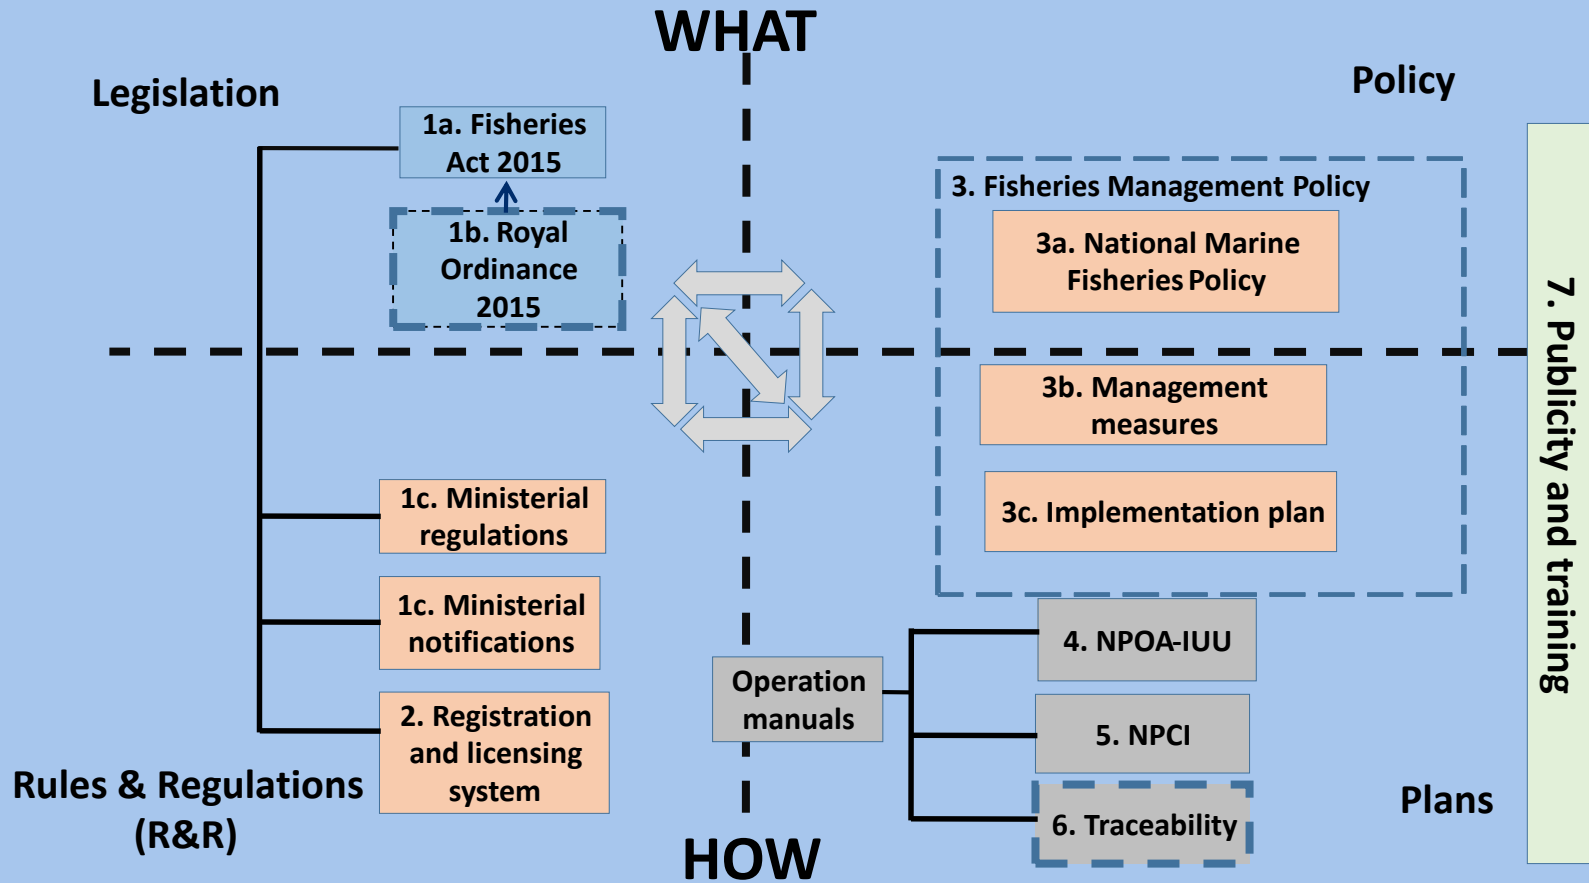 WHAT
Legislation
Policy
1a. Fisheries
Act 2015
1b. Royal
Ordinance
2015
3. Fisheries Management Policy
3a. National Marine
Fisheries Policy
3b. Management
measures
3c. Implementation plan
1c. Ministerial
regulations
1c. Ministerial
notifications
2. Registration
and licensing
system
Operation
manuals
4. NPOA-IUU
5. NPCI
6. Traceability
7. Publicity and training
Rules & Regulations
(R&R)
Plans
HOW